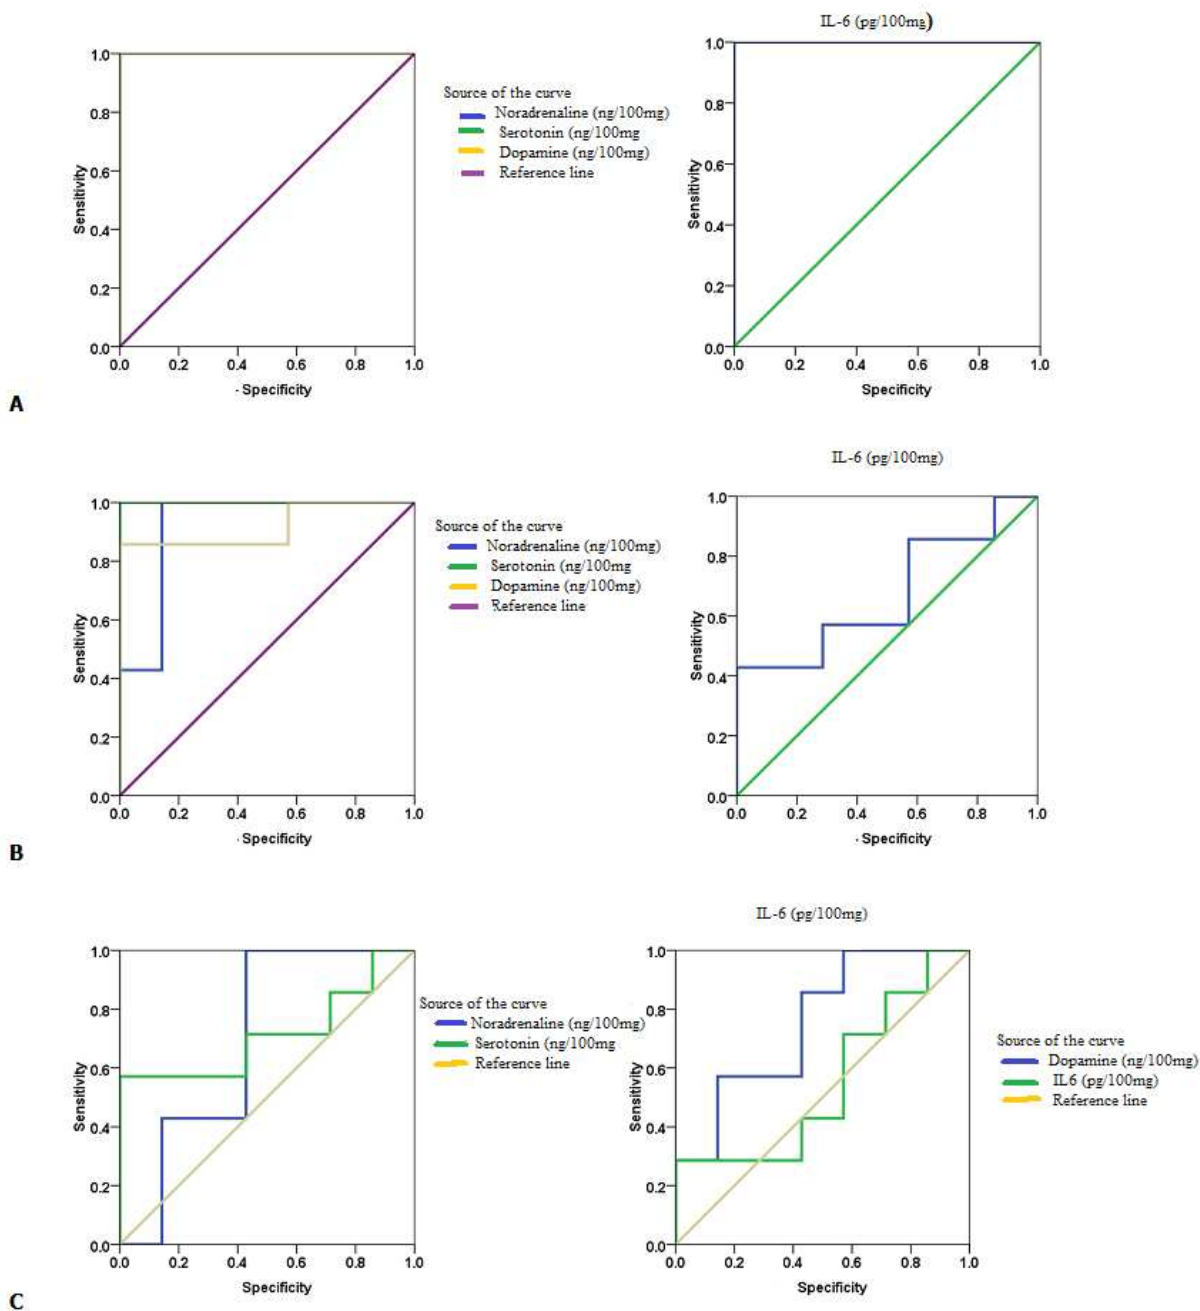 IL-6 (pg/100mg)
1.0
0.8
0.6
0.4
0.2
0.0
Sensitivity
0.0 0.2 0.4 0.6 0.8 1.0
- Specificity
Source of the curve
Noradrenaline (ng/100mg)
Serotonin (ng/100mg
Dopamine (ng/100mg)
Reference line
1.0
0.8
0.6
0.4
0.2
0.0
Sensitivity
0.0 0.2 0.4 0.6 0.8 1.0
Specificity
A
IL-6 (pg/100mg)
1.0
0.8
0.6
0.4
0.2
0.0
Sensitivity
0.0 0.2 0.4 0.6 0.8 1.0
- Specificity
Source of the curve
Noradrenaline (ng/100mg)
Serotonin (ng/100mg
Dopamine (ng/100mg)
Reference line
1.0
0.8
0.6
0.4
0.2
0.0
Sensitivity
0.0 0.2 0.4 0.6 0.8 1.0
- Specificity
B
IL-6 (pg/100mg)
1.0
0.8
0.6
0.4
0.2
0.0
Sensitivity
0.0 0.2 0.4 0.6 0.8 1.0
Specificity
Source of the curve
Noradrenaline (ng/100mg)
Serotonin (ng/100mg
Reference line
1.0
0.8
0.6
0.4
0.2
0.0
Sensitivity
0.0 0.2 0.4 0.6 0.8 1.0
Specificity
Source of the curve
Dopamine (ng/100mg)
IL6 (pg/100mg)
Reference line
C